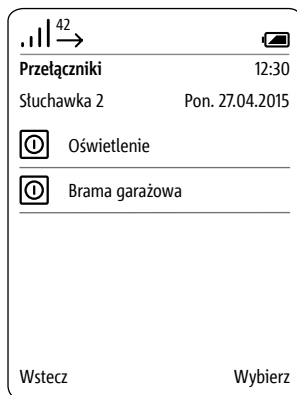 42
Przełączniki 12:30
Słuchawka 2 Pon. 27.04.2015
Oświetlenie
Brama garażowa
Wstecz Wybierz